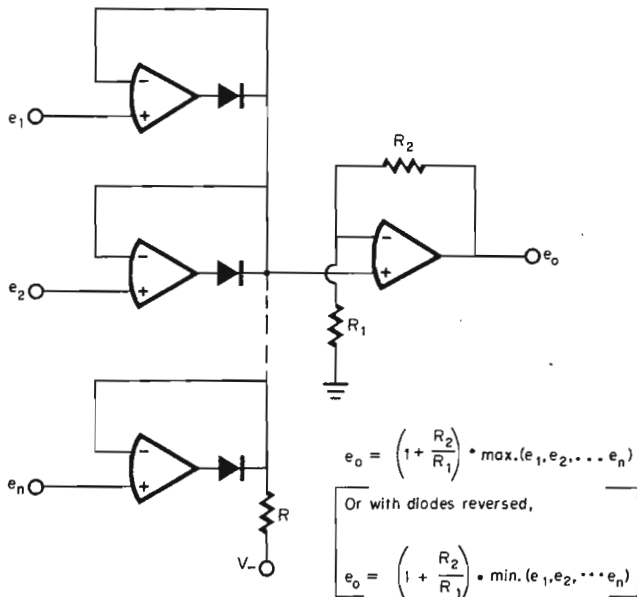 −
+
e₁
R₂
−
+
e₂
−
+
eₒ
R₁
−
+
eₙ
R
V−
eₒ = (1 + R₂/R₁) • max.(e₁,e₂,... eₙ)
Or with diodes reversed,
eₒ = (1 + R₂/R₁) • min.(e₁,e₂,···eₙ)